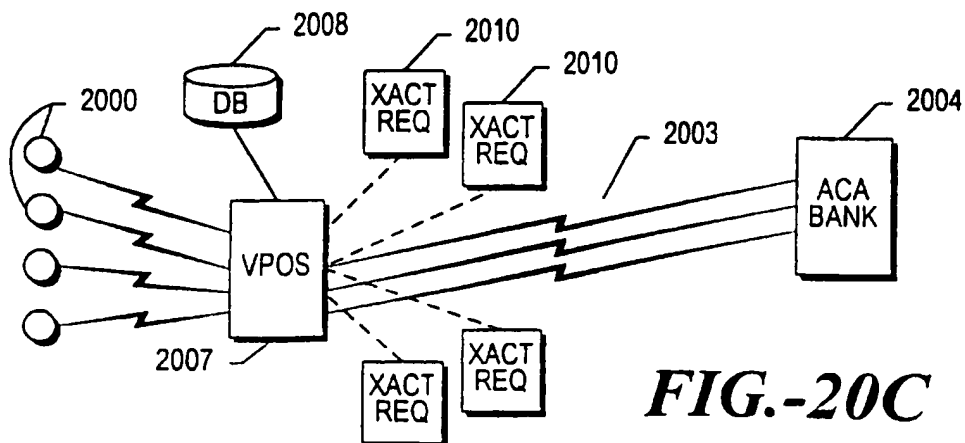 2008
2010
2010
2000
DB
XACT
REQ
XACT
REQ
2003
2004
VPOS
ACA
BANK
2007
XACT
REQ
XACT
REQ
FIG.-20C